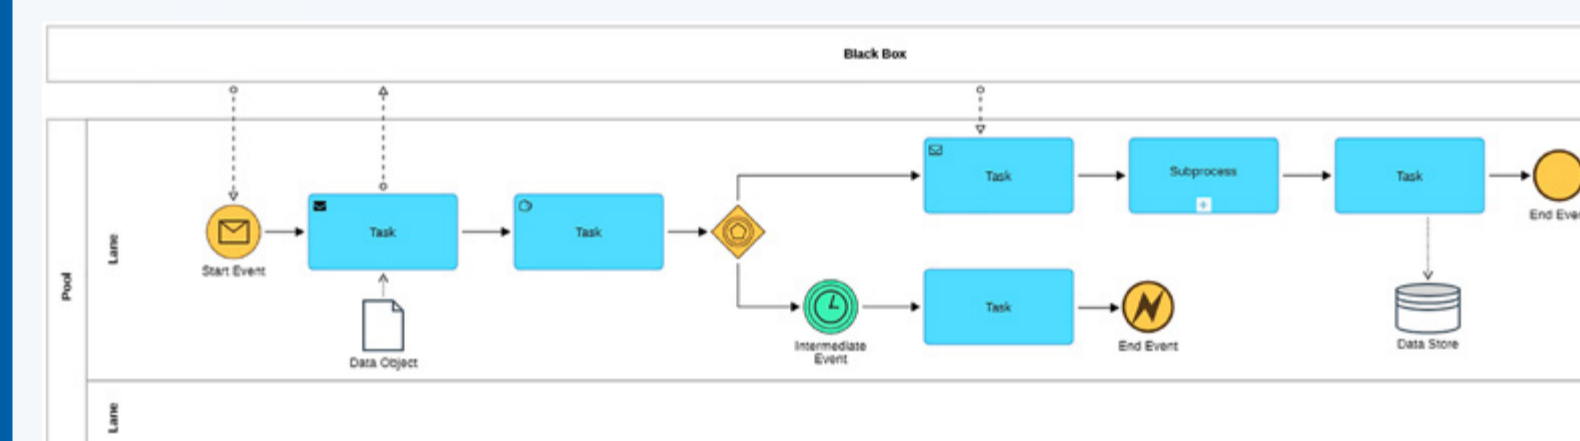 Black Box
Pool
Lane
Start Event
Task
Data Object
Task
Intermediate
Event
Task
Subprocess
Task
End
Task
End Event
Data Store
Lane